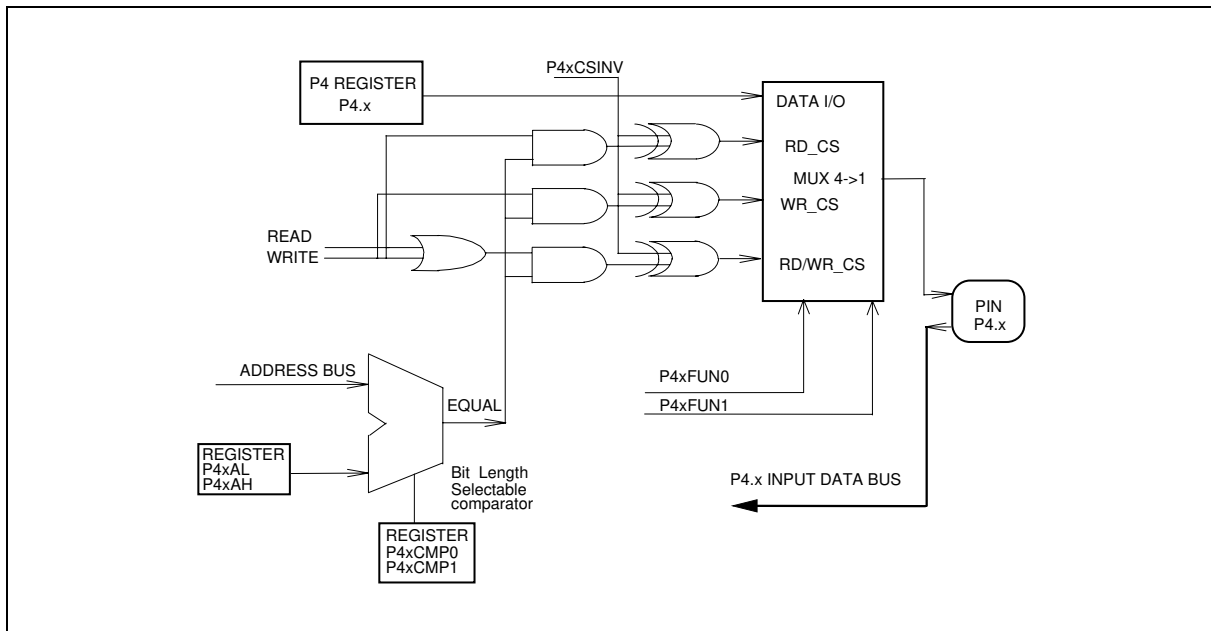 P4 REGISTER
P4.x
P4xCSINV
DATA I/O
RD_CS
MUX 4->1
WR_CS
RD/WR_CS
READ
WRITE
PIN
P4.x
ADDRESS BUS
EQUAL
P4xFUN0
P4xFUN1
REGISTER
P4xAL
P4xAH
Bit Length
Selectable
comparator
P4.x INPUT DATA BUS
REGISTER
P4xCMP0
P4xCMP1